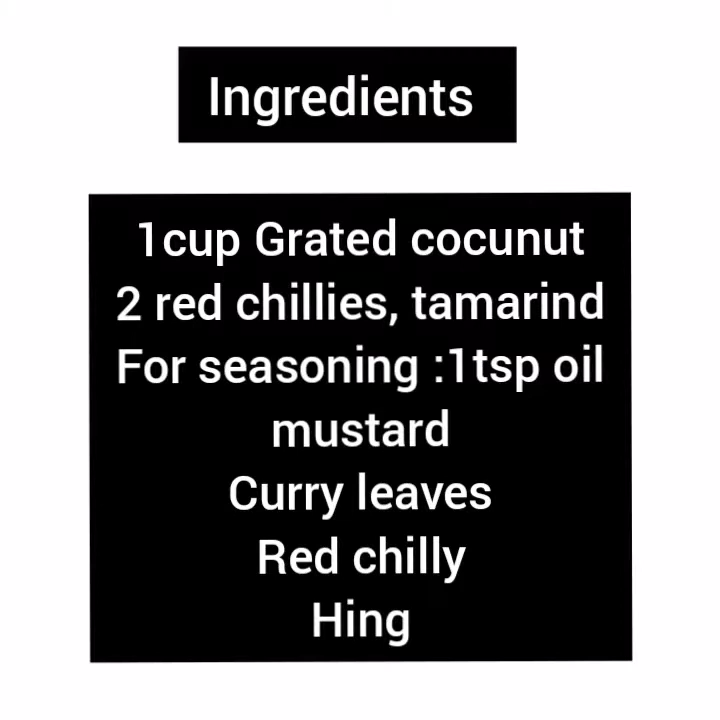 Ingredients
1cup Grated cocunut
2 red chillies, tamarind
For seasoning :1tsp oil
mustard
Curry leaves
Red chilly
Hing